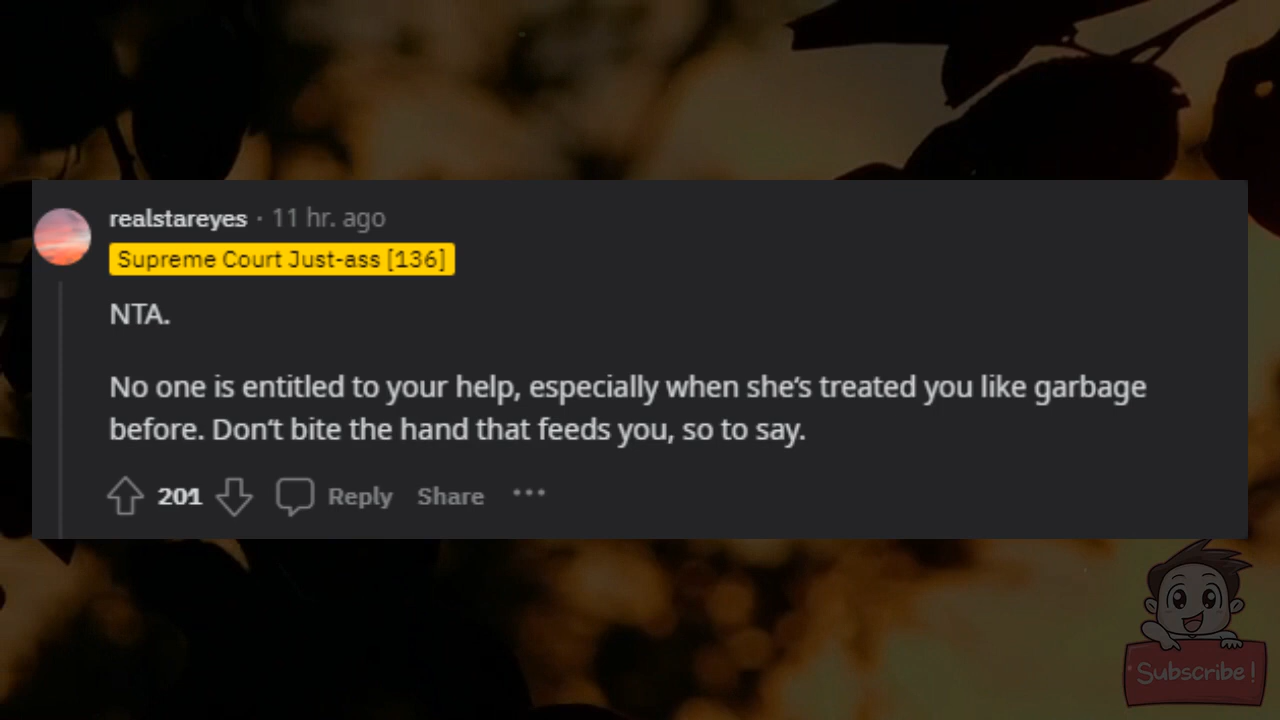 realstareyes · 11 hr. ago
Supreme Court Just-ass [136]
NTA.
No one is entitled to your help, especially when she's treated you like garbage
before. Don't bite the hand that feeds you, so to say.
201 Reply Share ...
Subscribe!